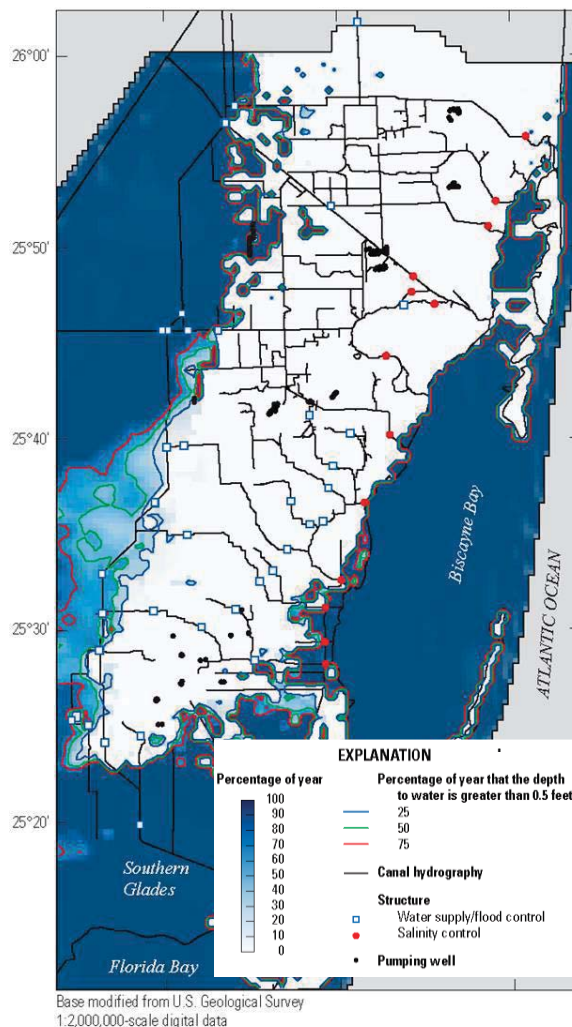 26°00'
25°50'
25°40'
25°30'
25°20'
Biscayne Bay
ATLANTIC OCEAN
Southern
Glades
Florida Bay
EXPLANATION
Percentage of year
100
90
80
70
60
50
40
30
20
10
0
Percentage of year that the depth
to water is greater than 0.5 feet
25
50
75
Canal hydrography
Structure
Water supply/flood control
Salinity control
Pumping well
Base modified from U.S. Geological Survey
1:2,000,000-scale digital data